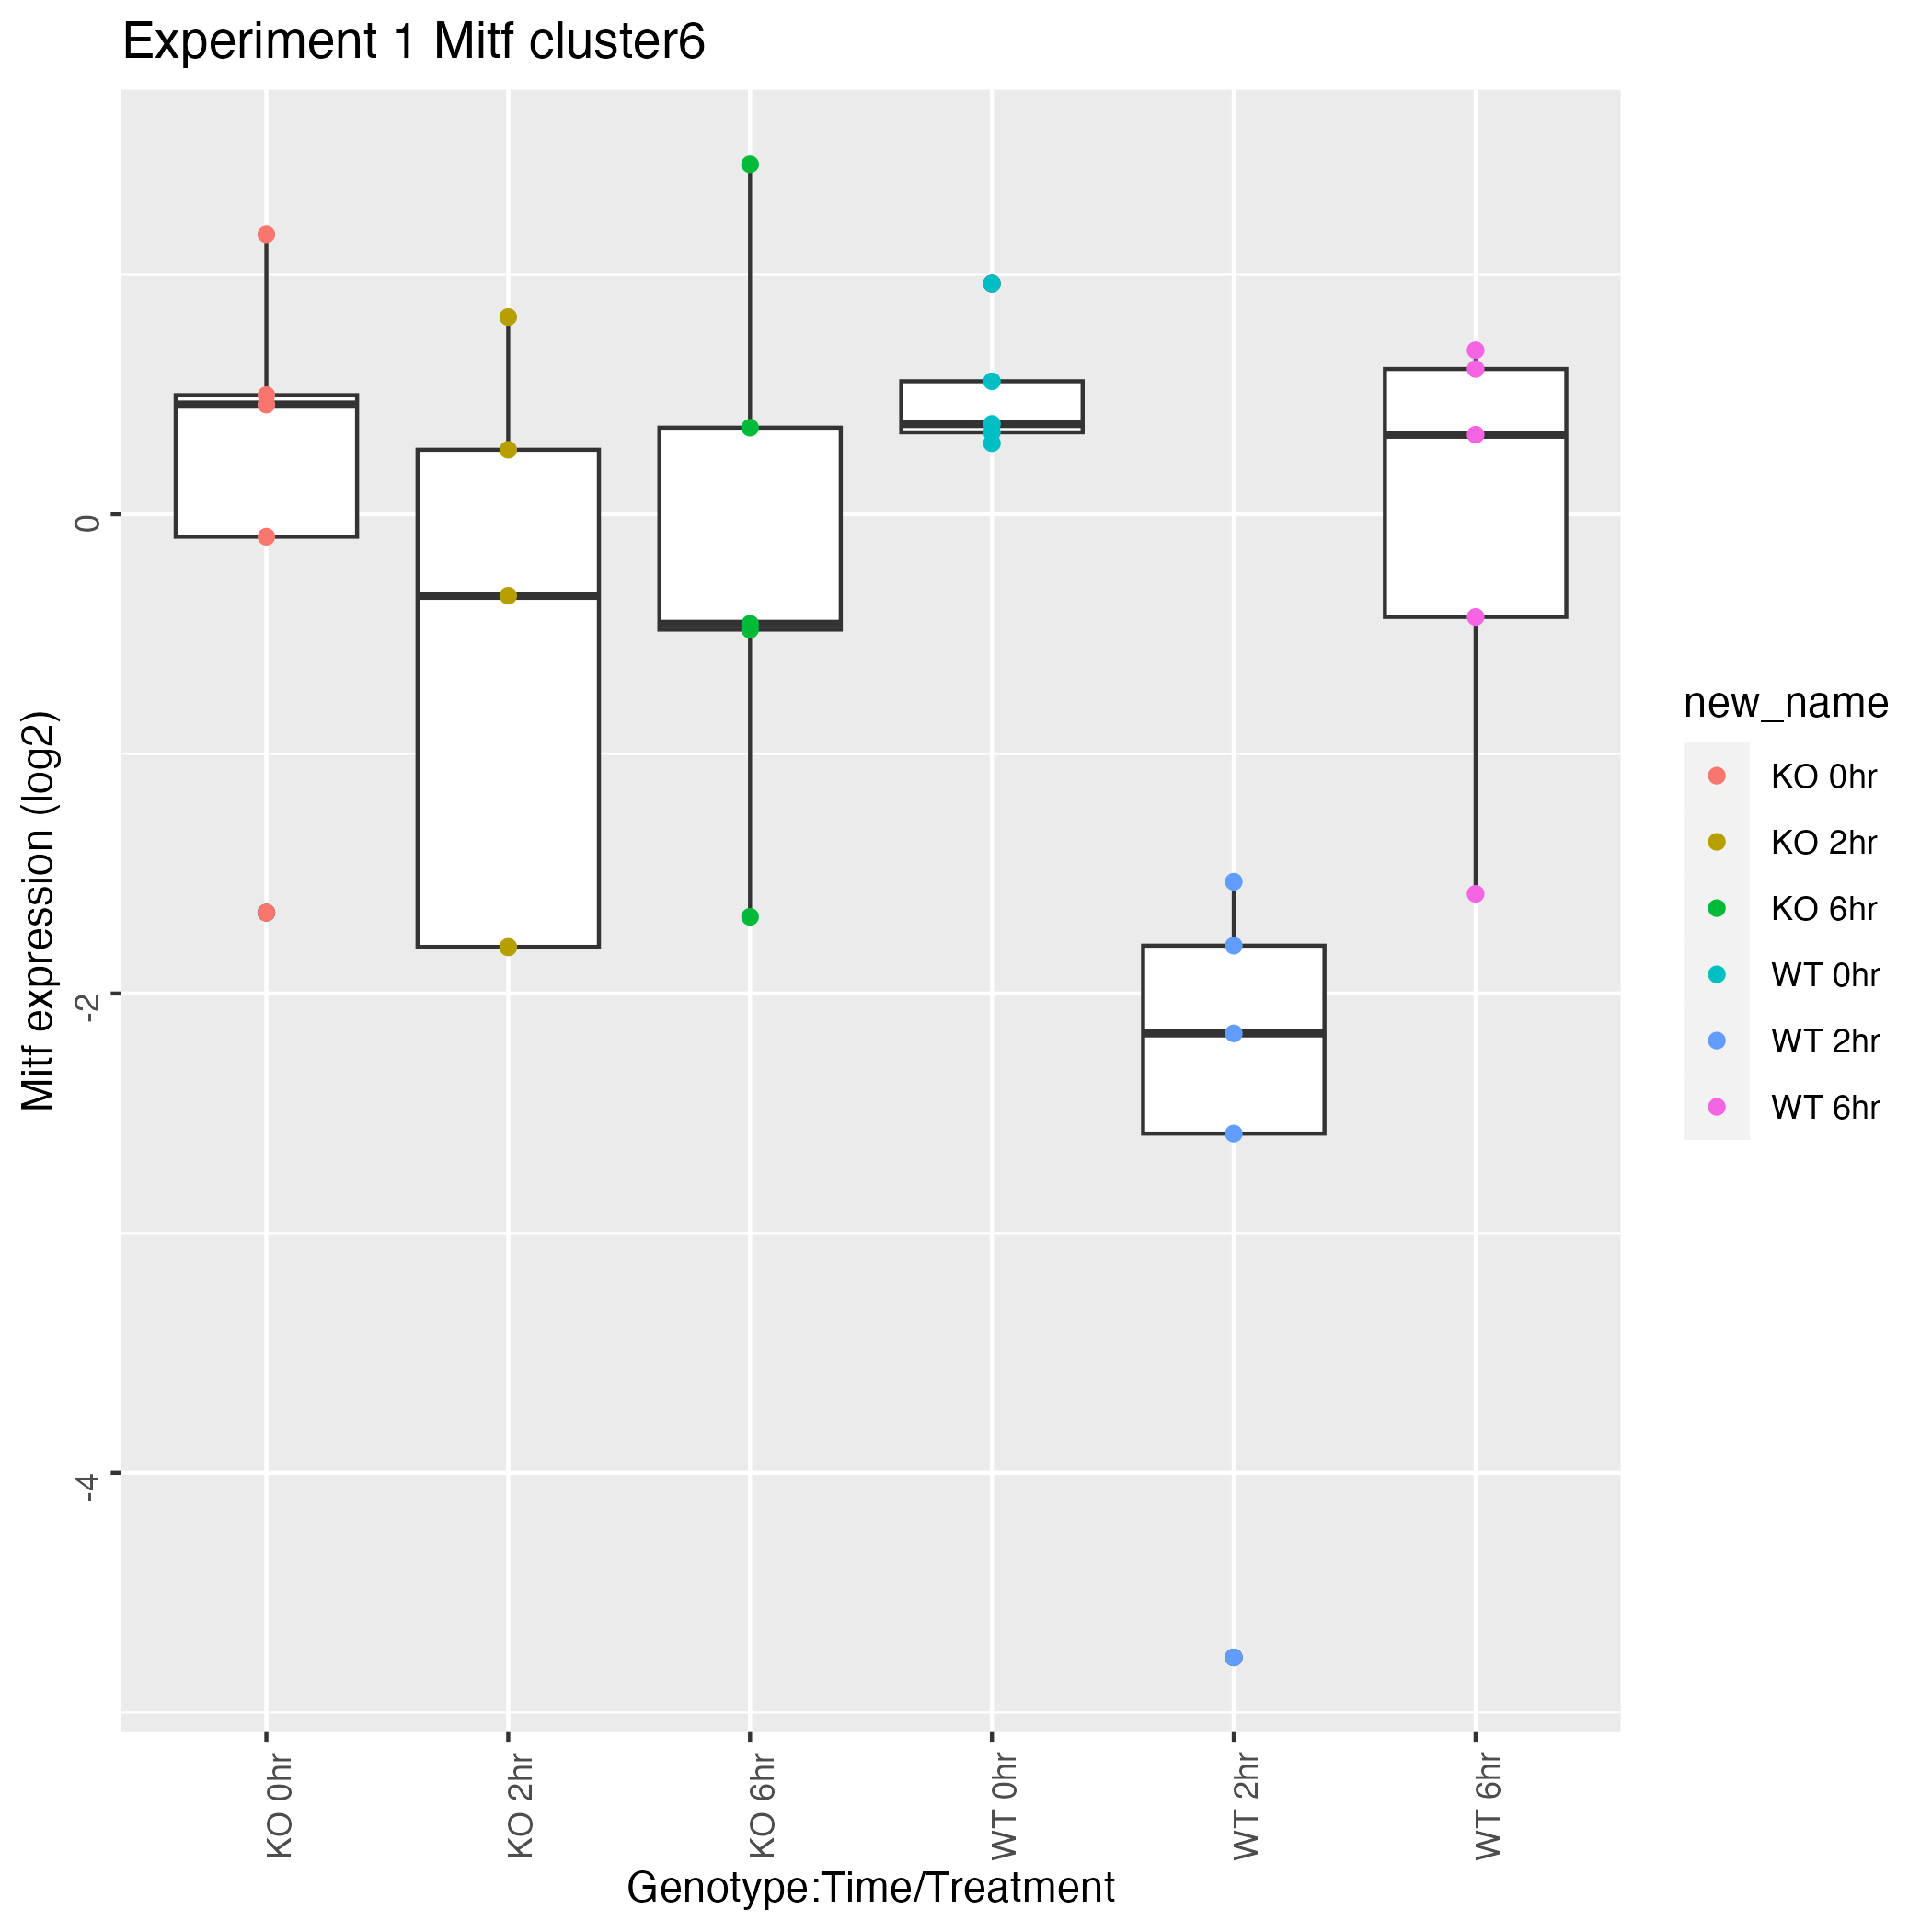 Experiment 1 Mitf cluster6
Mitf expression (log2)
0
-2
-4
KO 0hr
KO 2hr
KO 6hr
WT 0hr
WT 2hr
WT 6hr
Genotype:Time/Treatment
new_name
KO 0hr
KO 2hr
KO 6hr
WT 0hr
WT 2hr
WT 6hr